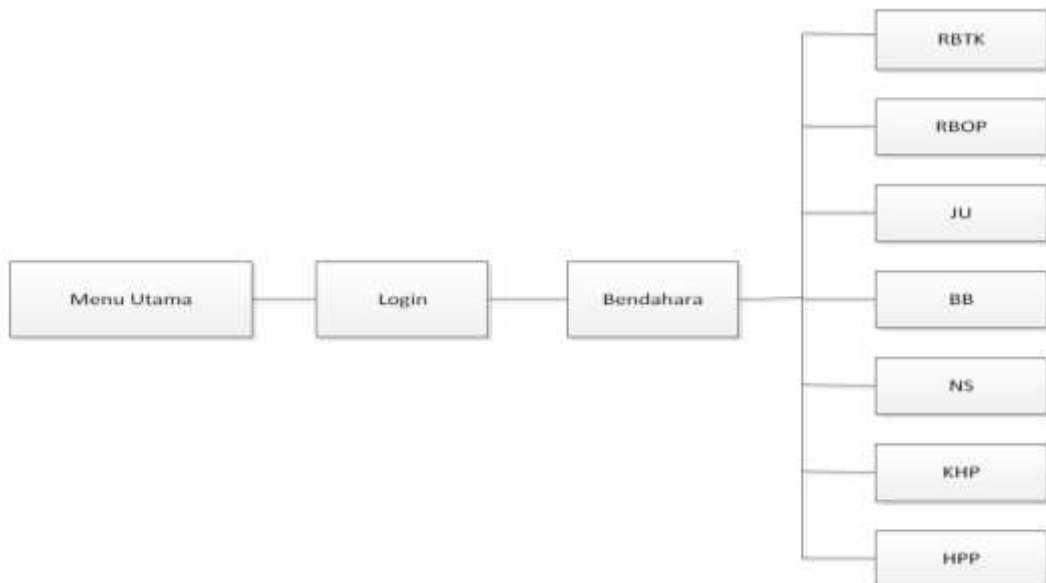 Menu Utama
Login
Bendahara
RBTK
RBOP
JU
BB
NS
KHP
HPP